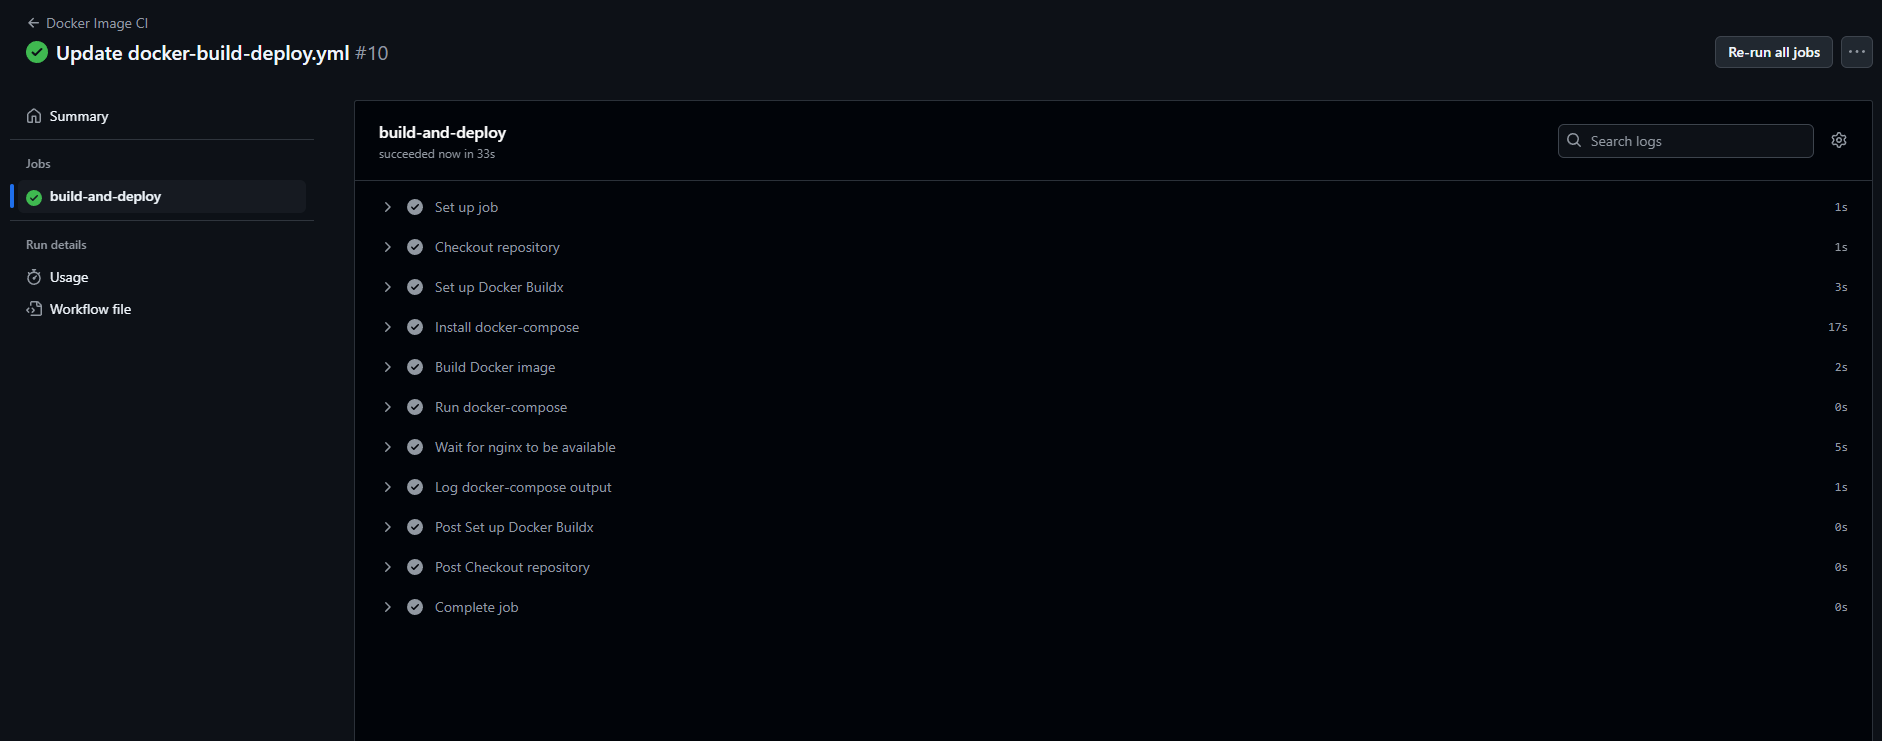 Docker Image CI
Update docker-build-deploy.yml #10
Re-run all jobs
Summary
Jobs
build-and-deploy
Run details
Usage
Workflow file
build-and-deploy
succeeded now in 33s
Search logs
Set up job 1s
Checkout repository 1s
Set up Docker Buildx 3s
Install docker-compose 17s
Build Docker image 2s
Run docker-compose 0s
Wait for nginx to be available 5s
Log docker-compose output 1s
Post Set up Docker Buildx 0s
Post Checkout repository 0s
Complete job 0s